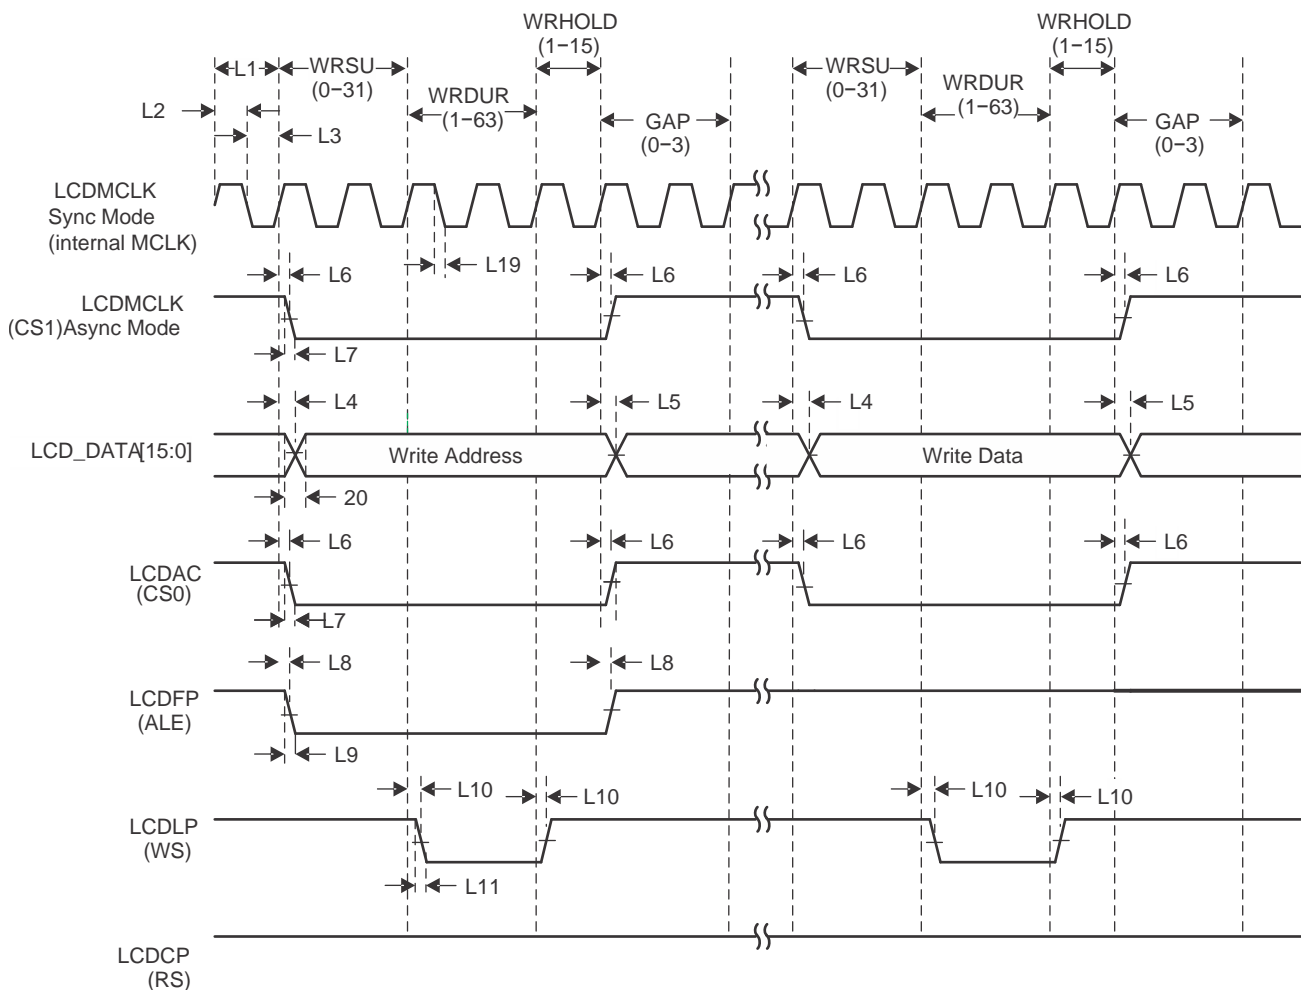 WRHOLD
(1−15)
WRHOLD
(1−15)
L1
WRSU
(0−31)
WRSU
(0−31)
WRDUR
(1−63)
WRDUR
(1−63)
L2
L3
GAP
(0−3)
GAP
(0−3)
LCDMCLK
Sync Mode
(internal MCLK)
L19
L6
L6
L6
L6
LCDMCLK
(CS1)Async Mode
L7
L4
L5
L4
L5
LCD_DATA[15:0]
Write Address
Write Data
20
L6
L6
L6
L6
LCDAC
(CS0)
L7
L8
L8
LCDFP
(ALE)
L9
L10
L10
L10
L10
LCDLP
(WS)
L11
LCDCP
(RS)